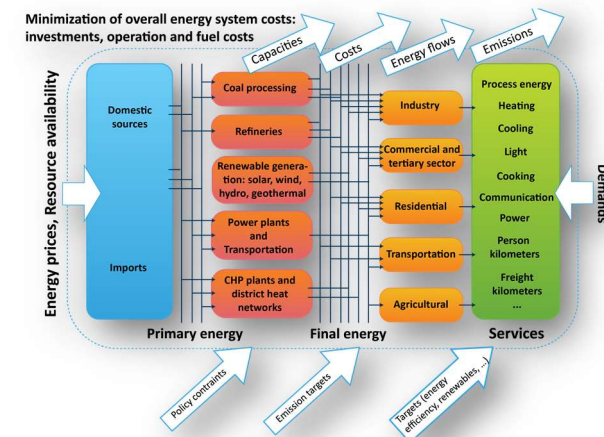 Minimization of overall energy system costs:
investments, operation and fuel costs
Capacities
Costs
Energy flows
Emissions
Energy prices, Resource availability
Domestic
sources
Imports
Coal processing
Refineries
Renewable genera-
tion: solar, wind,
hydro, geothermal
Power plants
and
Transportation
CHP plants and
district heat
networks
Industry
Commercial and
tertiary sector
Residential
Transportation
Agricultural
Process energy
Heating
Cooling
Light
Cooking
Communication
Power
Person
kilometers
Freight
kilometers
...
Demands
Primary energy
Final energy
Services
Policy contraints
Emission targets
Targets (energy
efficiency, renewables, ...)